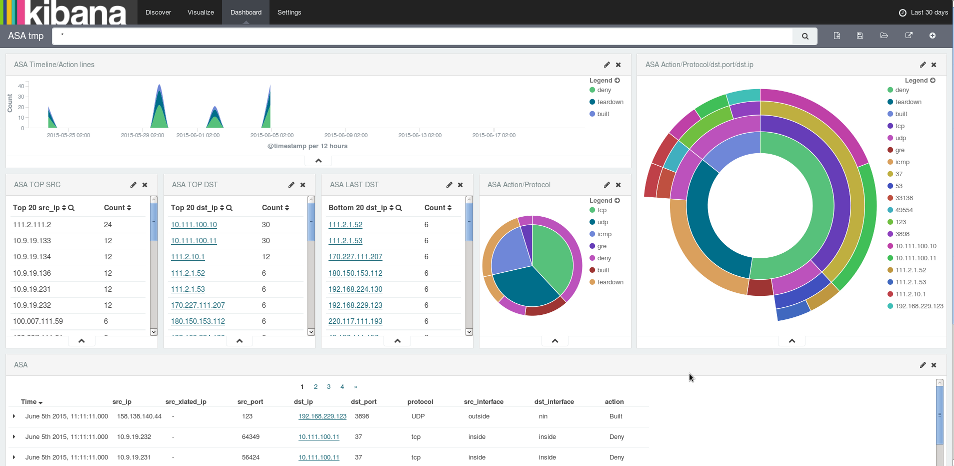 kibana Discover Visualize Dashboard Settings Last 30 days
ASA tmp *
ASA Timeline/Action lines
Legend
deny
teardown
built
Count
40
30
20
10
0
2015-05-25 02:00 2015-05-29 02:00 2015-06-01 02:00 2015-06-05 02:00 2015-06-09 02:00 2015-06-13 02:00 2015-06-17 02:00
@timestamp per 12 hours
ASA Action/Protocol/dst.port/dst.ip
Legend
deny
teardown
built
tcp
udp
gre
icmp
37
53
33138
49554
123
3898
10.111.100.10
10.111.100.11
111.2.1.52
111.2.1.53
111.2.10.1
192.168.229.123
ASA TOP SRC
Top 20 src_ip Count
111.2.111.2 24
10.9.19.133 12
10.9.19.134 12
10.9.19.136 12
10.9.19.231 12
10.9.19.232 12
100.007.111.59 6
ASA TOP DST
Top 20 dst_ip Count
10.111.100.10 30
10.111.100.11 30
111.2.10.1 12
111.2.1.52 6
111.2.1.53 6
170.227.111.207 6
180.150.153.112 6
ASA LAST DST
Bottom 20 dst_ip Count
111.2.1.52 6
111.2.1.53 6
170.227.111.207 6
180.150.153.112 6
192.168.224.130 6
192.168.229.123 6
220.117.111.193 6
ASA Action/Protocol
Legend
tcp
udp
icmp
gre
deny
built
teardown
ASA
1 2 3 4 »
Time src_ip src_xlated_ip src_port dst_ip dst_port protocol src_interface dst_interface action
June 5th 2015, 11:11:11.000 158.138.140.44 - 123 192.168.229.123 3898 UDP outside nin Built
June 5th 2015, 11:11:11.000 10.9.19.232 - 64349 10.111.100.11 37 tcp inside inside Deny
June 5th 2015, 11:11:11.000 10.9.19.231 - 56424 10.111.100.11 37 tcp inside inside Deny